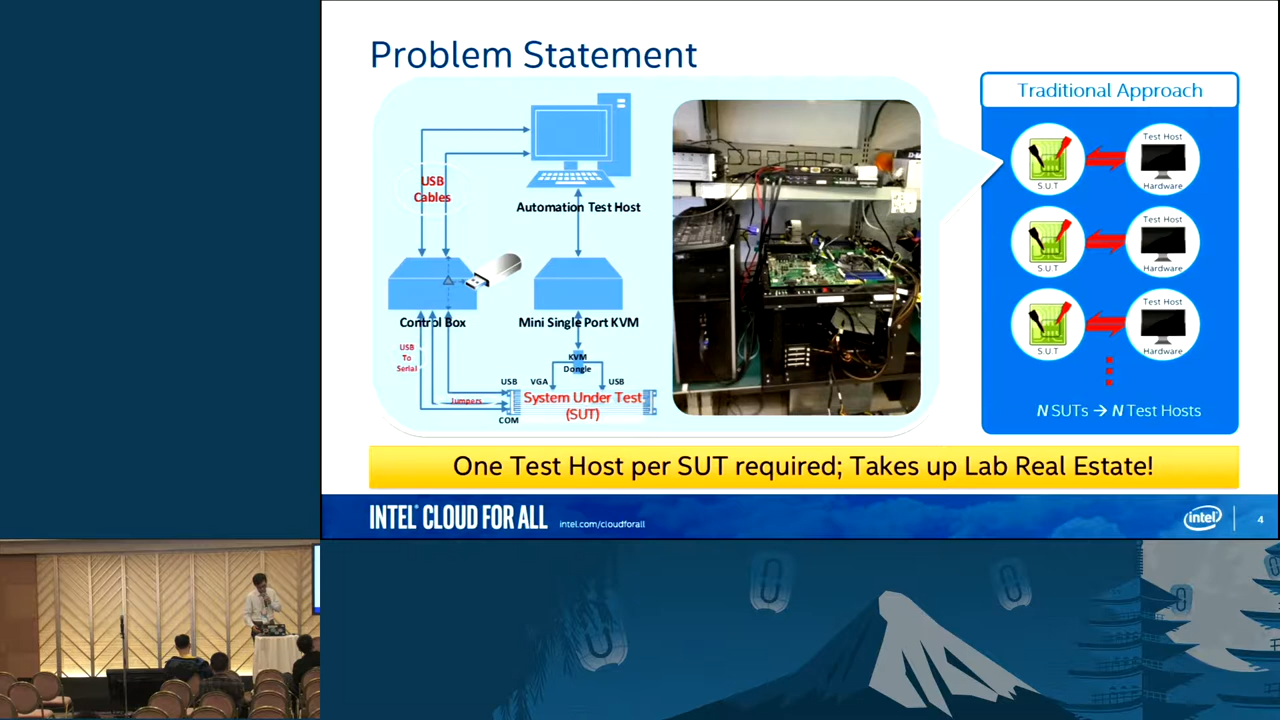 Problem Statement
USB
Cables
Automation Test Host
Control Box
Mini Single Port KVM
USB
To
Serial
KVM
Dongle
USB
VGA
USB
Jumpers
System Under Test
(SUT)
COM
Traditional Approach
S.U.T
Test Host
Hardware
S.U.T
Test Host
Hardware
S.U.T
Test Host
Hardware
N SUTs → N Test Hosts
One Test Host per SUT required; Takes up Lab Real Estate!
INTEL® CLOUD FOR ALL
intel.com/cloudforall
intel
4